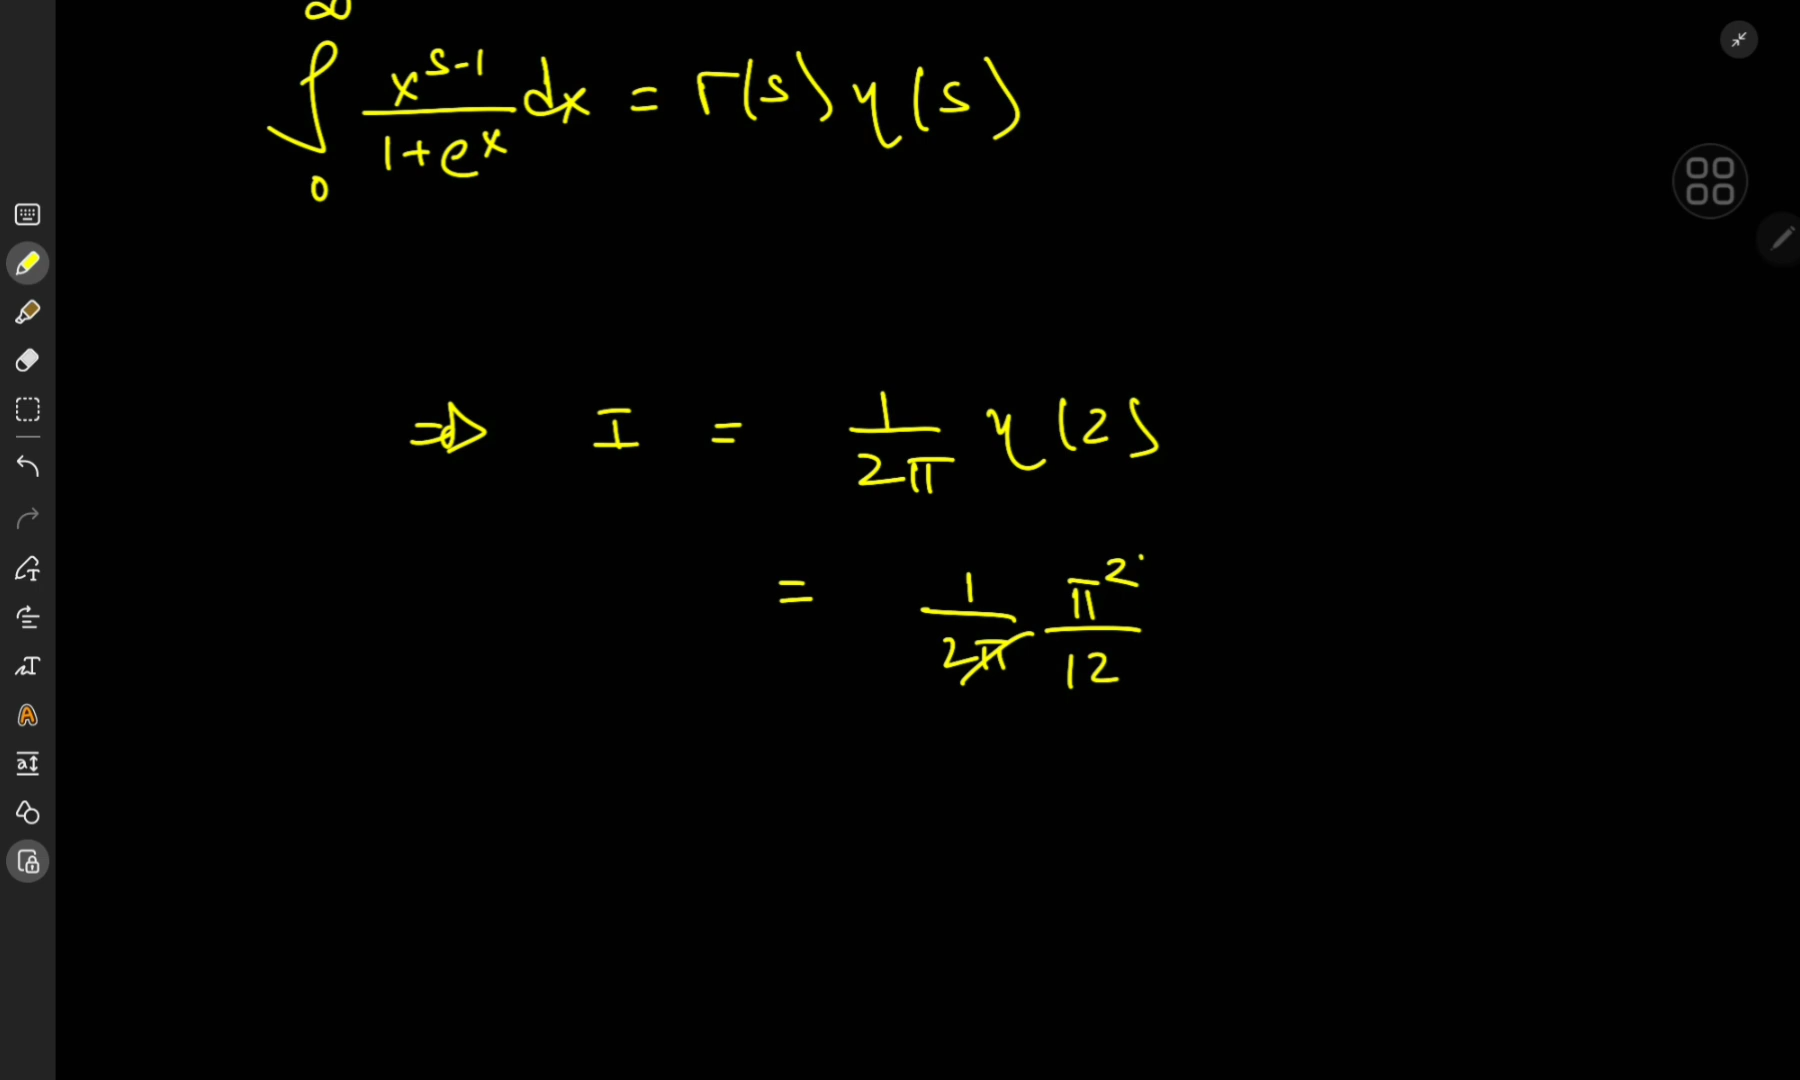 ∫₀^∞ x^(s-1)/(1+e^x) dx = Γ(s) η(s)
⇒ I = 1/(2π) η(2)
= 1/(2π) π²/12